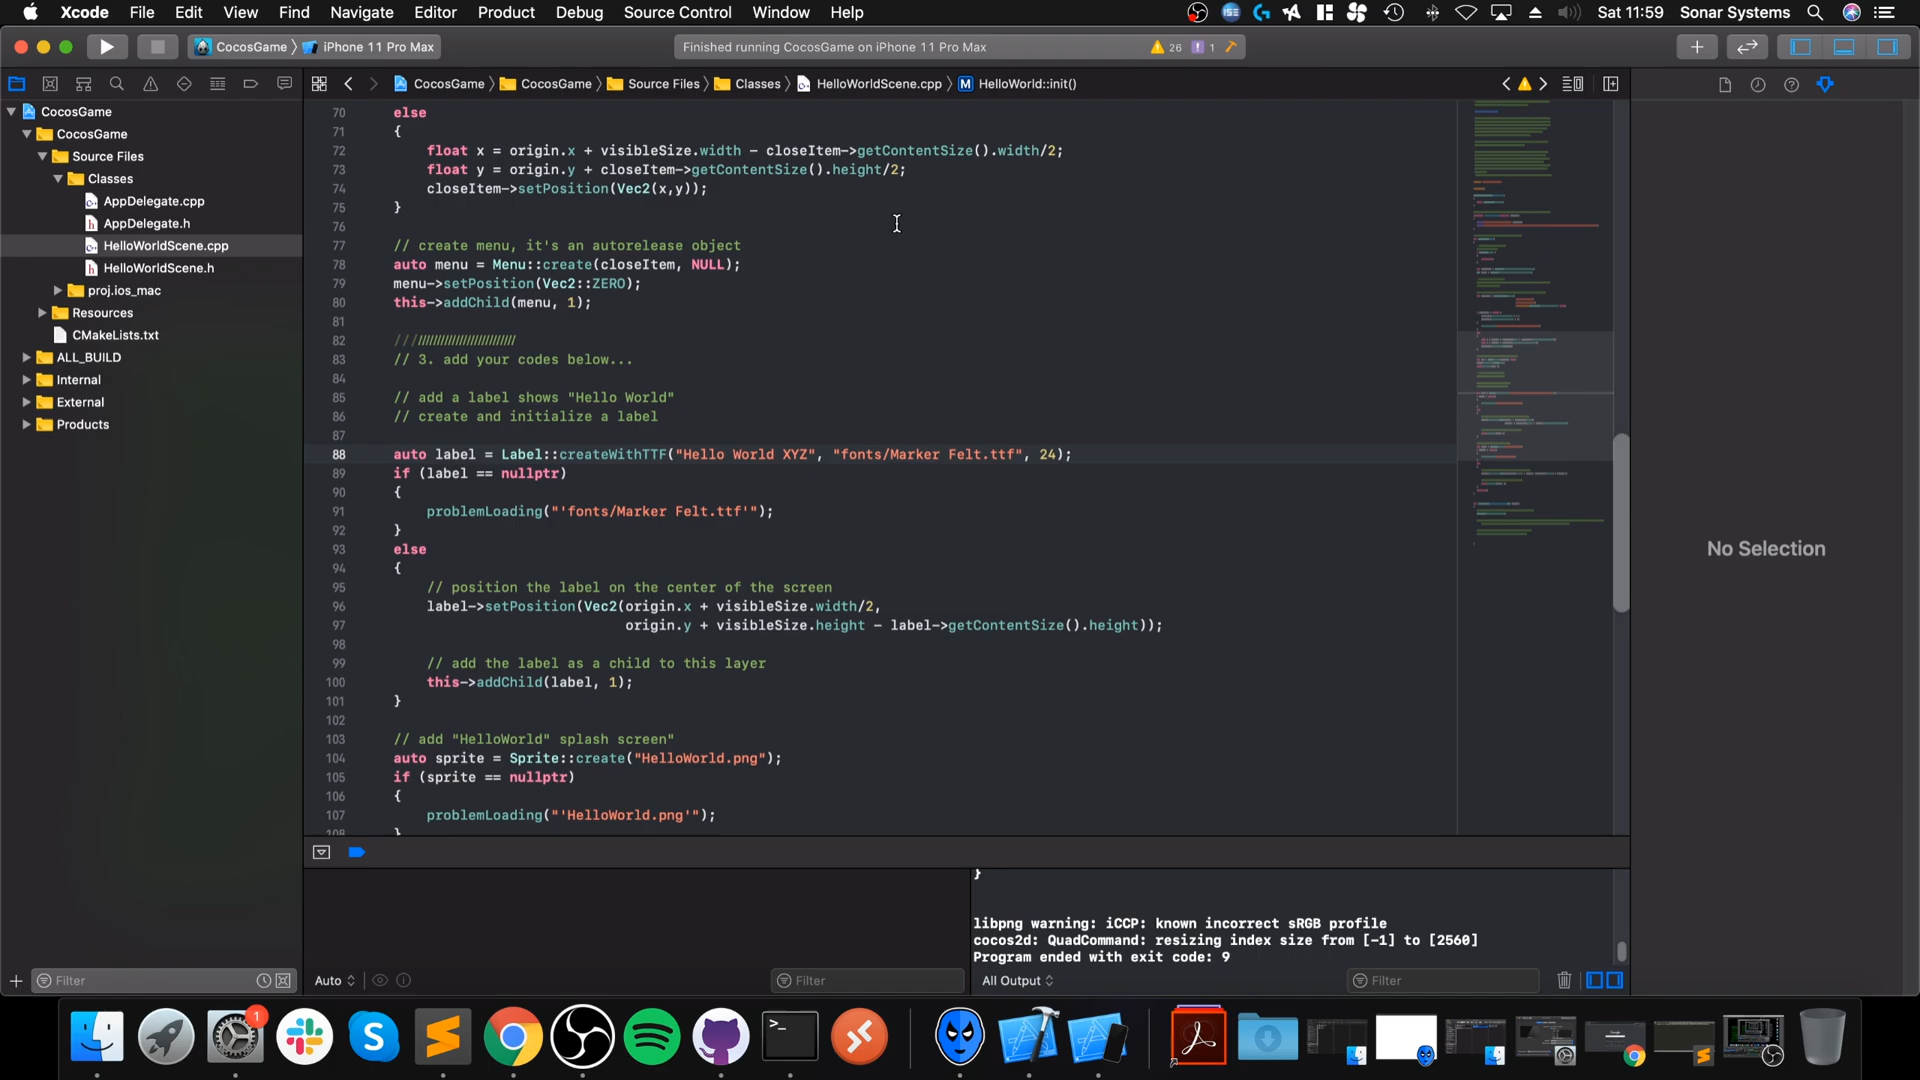 Xcode File Edit View Find Navigate Editor Product Debug Source Control Window Help Sat 11:59 Sonar Systems
CocosGame iPhone 11 Pro Max
Finished running CocosGame on iPhone 11 Pro Max 26 1
CocosGame CocosGame Source Files Classes HelloWorldScene.cpp M HelloWorld::init()
CocosGame
CocosGame
Source Files
Classes
AppDelegate.cpp
AppDelegate.h
HelloWorldScene.cpp
HelloWorldScene.h
proj.ios_mac
Resources
CMakeLists.txt
ALL_BUILD
Internal
External
Products
70 else
71 {
72 float x = origin.x + visibleSize.width - closeItem->getContentSize().width/2;
73 float y = origin.y + closeItem->getContentSize().height/2;
74 closeItem->setPosition(Vec2(x,y));
75 }
76
77 // create menu, it's an autorelease object
78 auto menu = Menu::create(closeItem, NULL);
79 menu->setPosition(Vec2::ZERO);
80 this->addChild(menu, 1);
81
82 /////////////////////////////
83 // 3. add your codes below...
84
85 // add a label shows "Hello World"
86 // create and initialize a label
87
88 auto label = Label::createWithTTF("Hello World XYZ", "fonts/Marker Felt.ttf", 24);
89 if (label == nullptr)
90 {
91 problemLoading("'fonts/Marker Felt.ttf'");
92 }
93 else
94 {
95 // position the label on the center of the screen
96 label->setPosition(Vec2(origin.x + visibleSize.width/2,
97 origin.y + visibleSize.height - label->getContentSize().height));
98
99 // add the label as a child to this layer
100 this->addChild(label, 1);
101 }
102
103 // add "HelloWorld" splash screen"
104 auto sprite = Sprite::create("HelloWorld.png");
105 if (sprite == nullptr)
106 {
107 problemLoading("'HelloWorld.png'");
108 }
No Selection
}
libpng warning: iCCP: known incorrect sRGB profile
cocos2d: QuadCommand: resizing index size from [-1] to [2560]
Program ended with exit code: 9
Filter
Auto
Filter
All Output
Filter
1